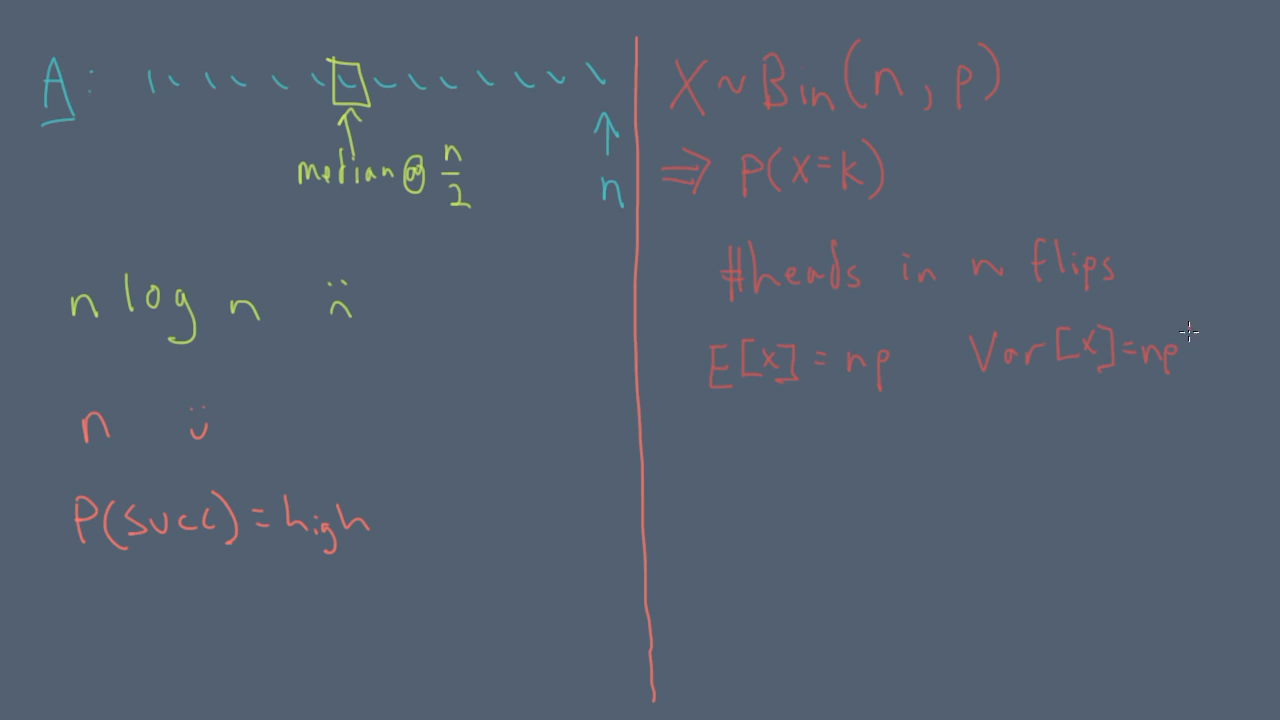 A:
median @ n/2
n
n log n
n
P(succ)=high
X~Bin(n,p)
⇒ P(X=k)
#heads in n flips
E[X]=np Var[X]=np